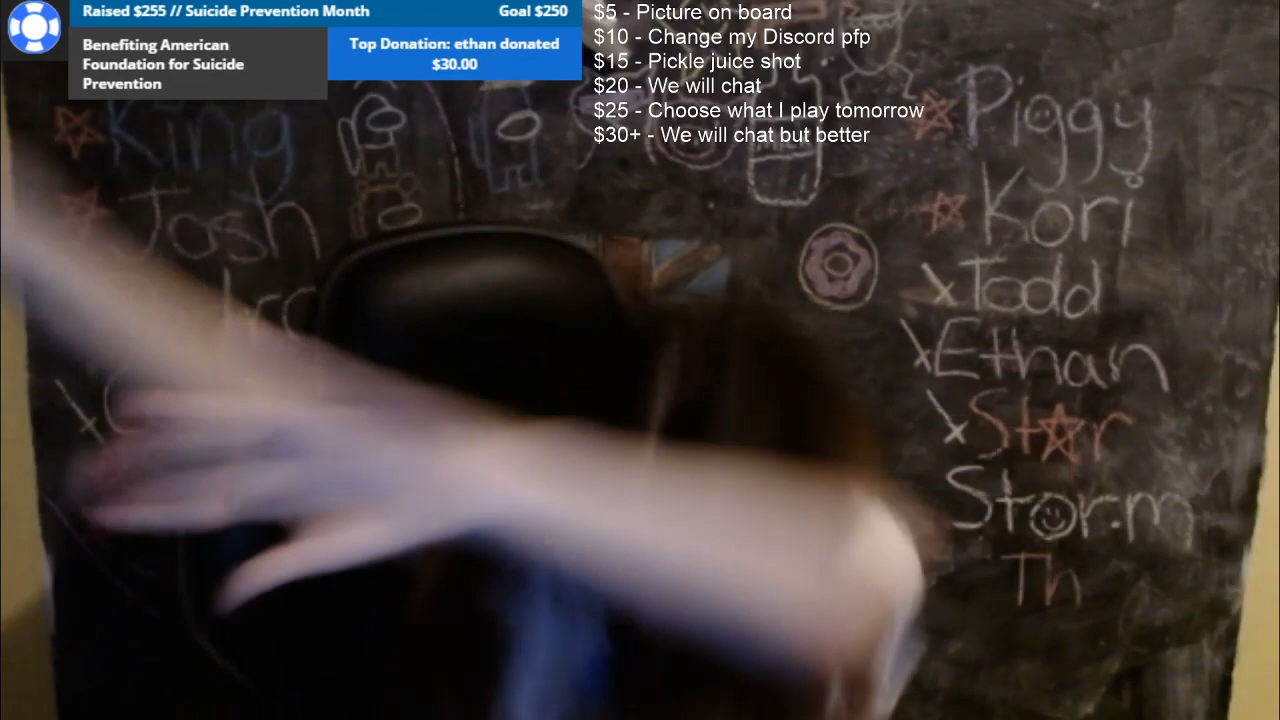 Raised $255 // Suicide Prevention Month
Goal $250
Benefiting American
Foundation for Suicide
Prevention
Top Donation: ethan donated
$30.00
$5 - Picture on board
$10 - Change my Discord pfp
$15 - Pickle juice shot
$20 - We will chat
$25 - Choose what I play tomorrow
$30+ - We will chat but better
King
Josh
Piggy
Kori
Todd
Ethan
Star
Storm
Th